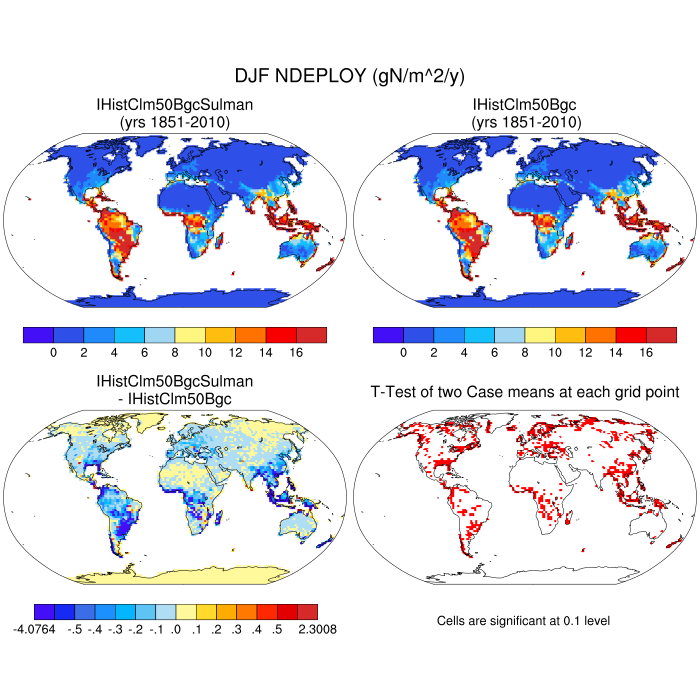 DJF NDEPLOY (gN/m^2/y)
IHistClm50BgcSulman
(yrs 1851-2010)
IHistClm50Bgc
(yrs 1851-2010)
0 2 4 6 8 10 12 14 16
0 2 4 6 8 10 12 14 16
IHistClm50BgcSulman
- IHistClm50Bgc
T-Test of two Case means at each grid point
-4.0764 -.5 -.4 -.3 -.2 -.1 .0 .1 .2 .3 .4 .5 2.3008
Cells are significant at 0.1 level